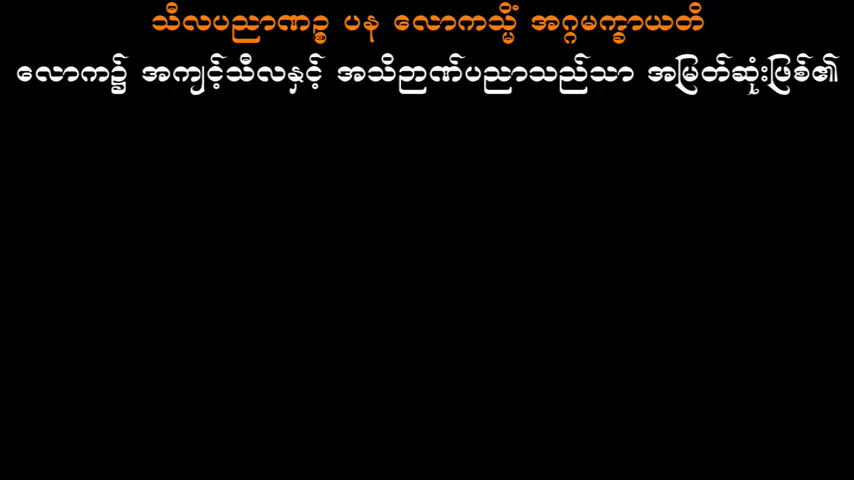 သီလပညာဏဉ္စ ပန လောကသ္မိံ အဂ္ဂမက္ခာယတိ
လောက၌ အကျင့်သီလနှင့် အသိဉာဏ်ပညာသည်သာ အမြတ်ဆုံးဖြစ်၏